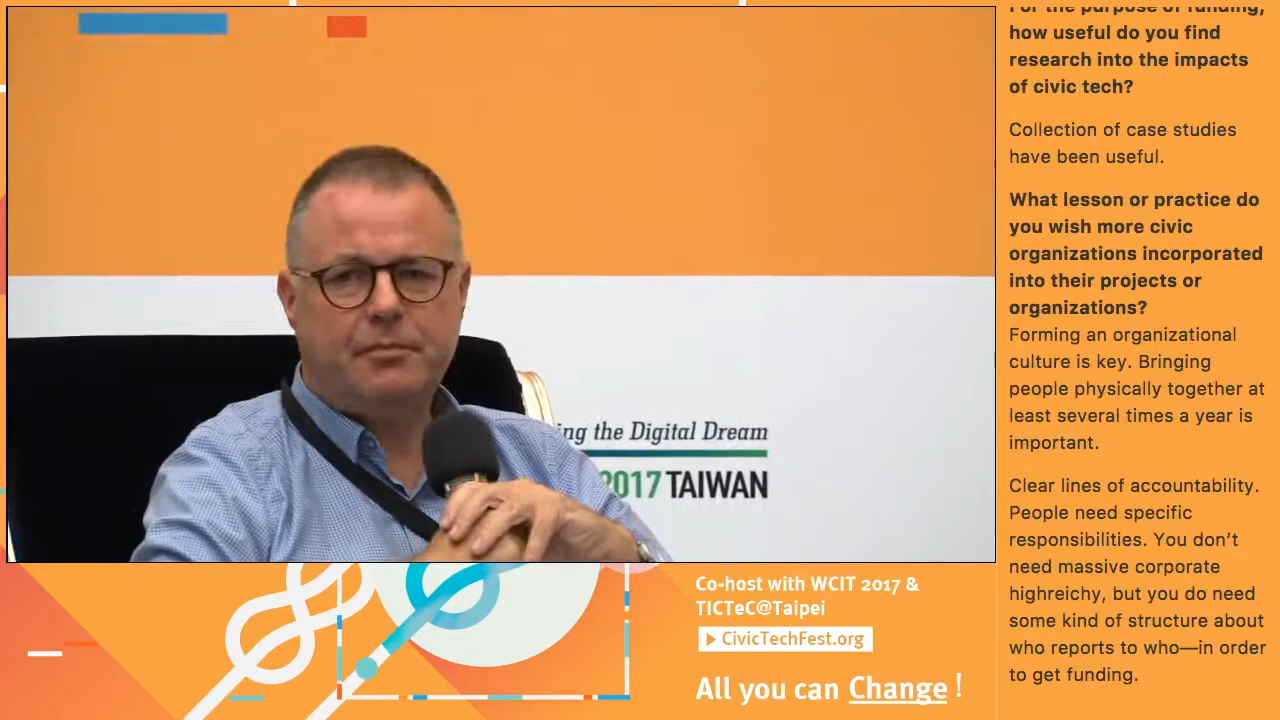 For the purpose of funding,
how useful do you find
research into the impacts
of civic tech?
Collection of case studies
have been useful.
What lesson or practice do
you wish more civic
organizations incorporated
into their projects or
organizations?
Forming an organizational
culture is key. Bringing
people physically together at
least several times a year is
important.
Clear lines of accountability.
People need specific
responsibilities. You don’t
need massive corporate
highreichy, but you do need
some kind of structure about
who reports to who—in order
to get funding.
ing the Digital Dream
2017 TAIWAN
Co-host with WCIT 2017 &
TICTeC@Taipei
CivicTechFest.org
All you can Change!